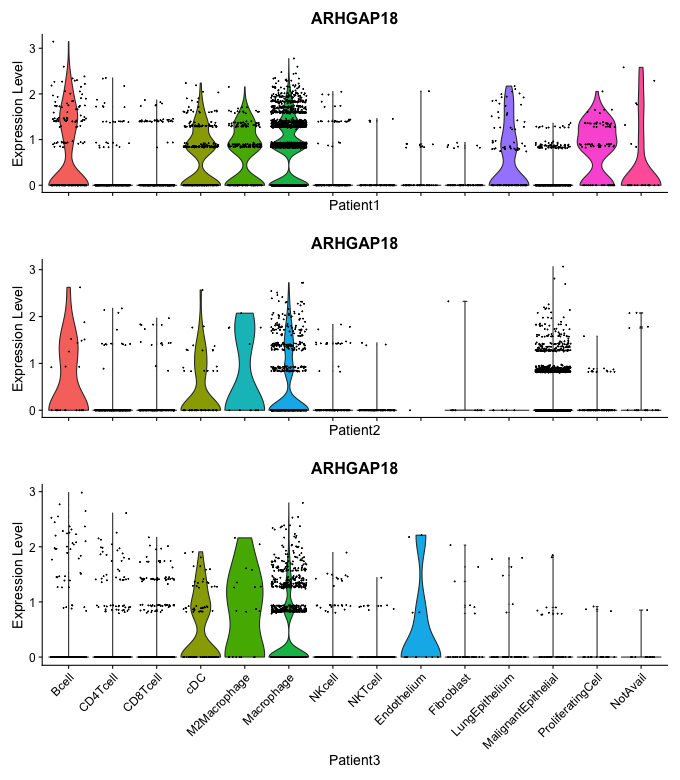 ARHGAP18
Expression Level
3
2
1
0
Patient1
ARHGAP18
Expression Level
3
2
1
0
Patient2
ARHGAP18
Expression Level
3
2
1
0
Bcell
CD4Tcell
CD8Tcell
cDC
M2Macrophage
Macrophage
NKcell
NKTcell
Endothelium
Fibroblast
LungEpithelium
MalignantEpithelial
ProliferatingCell
NotAvail
Patient3